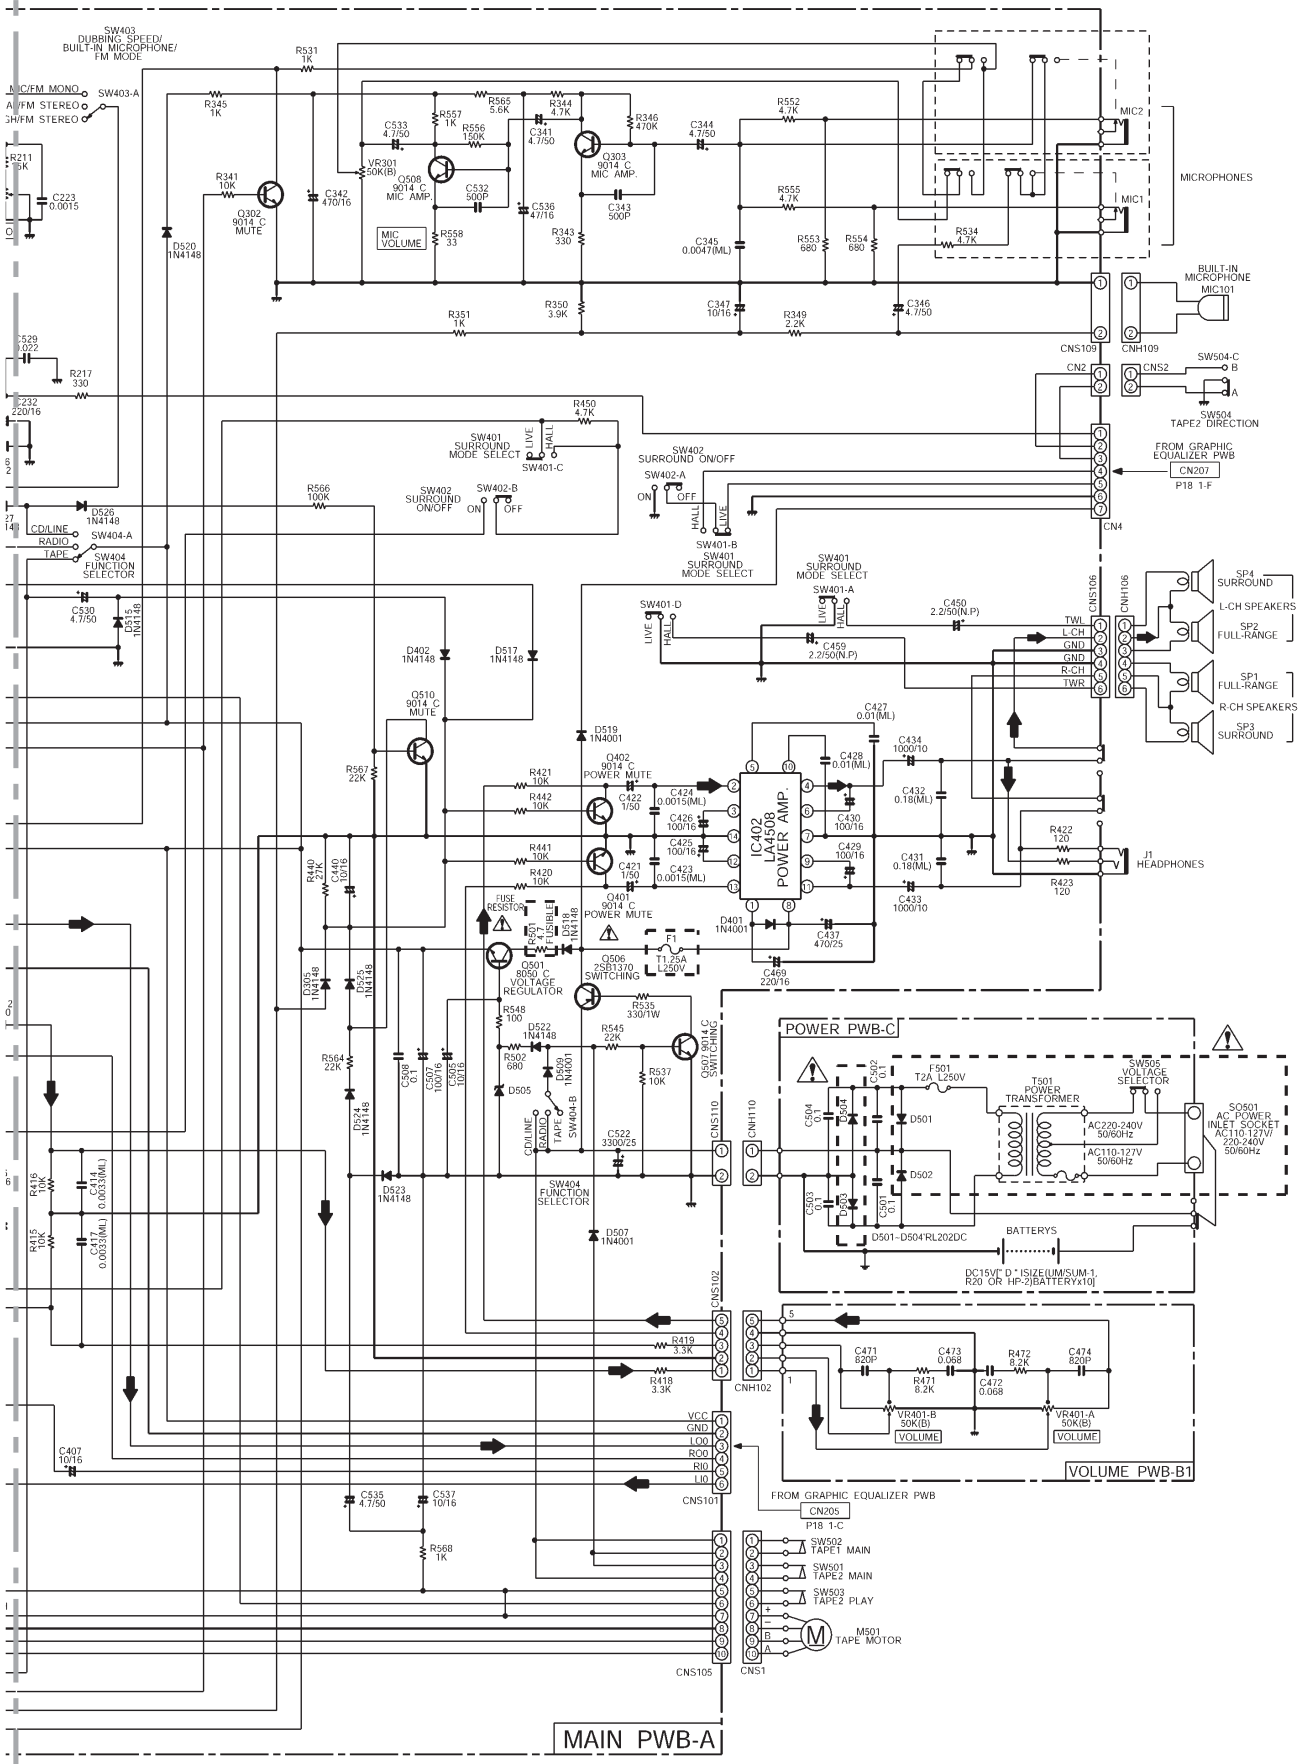 SW403
DUBBING SPEED/
BUILT-IN MICROPHONE/
FM MODE
MIC/FM MONO
SW403-A
/FM STEREO
/FM STEREO
R531
1K
R345
1K
R341
10K
Q302
9014 C
MUTE
C342
470/16
C223
0.0015
D520
1N4148
C533
4.7/50
VR301
50K(B)
Q508
9014 C
MIC AMP.
MIC
VOLUME
R557
1K
R556
150K
R565
5.6K
C532
500P
R558
33
C341
4.7/50
C536
47/16
R344
4.7K
Q303
9014 C
MIC AMP.
R346
470K
C343
500P
R343
330
C344
4.7/50
R552
4.7K
R555
4.7K
C345
0.0047(ML)
R553
680
R554
680
R534
4.7K
MIC2
MIC1
MICROPHONES
R351
1K
R350
3.9K
C347
10/16
R349
2.2K
C346
4.7/50
BUILT-IN
MICROPHONE
MIC101
CNS109
CNH109
CN2
CNS2
SW504-C
B
A
SW504
TAPE2 DIRECTION
R217
330
C232
220/16
R450
4.7K
SW401
SURROUND
MODE SELECT
LIVE
HALL
SW401-C
SW402
SURROUND ON/OFF
SW402-A
ON
OFF
SW402
SURROUND
ON/OFF
SW402-B
ON
OFF
HALL
LIVE
SW401-B
SW401
SURROUND
MODE SELECT
FROM GRAPHIC
EQUALIZER PWB
CN207
P18 1-F
CN4
R566
100K
D526
1N4148
CD/LINE
RADIO
TAPE
SW404-A
SW404
FUNCTION
SELECTOR
C530
4.7/50
D515
1N4148
D402
1N4148
D517
1N4148
SW401-D
LIVE
HALL
SW401
SURROUND
MODE SELECT
SW401-A
LIVE
HALL
C459
2.2/50(N.P)
C450
2.2/50(N.P)
CNS106
CNH106
TWL
L-CH
GND
GND
R-CH
TWR
SP4
SURROUND
L-CH SPEAKERS
SP2
FULL-RANGE
SP1
FULL-RANGE
R-CH SPEAKERS
SP3
SURROUND
Q510
9014 C
MUTE
R567
22K
D519
1N4001
Q402
9014 C
POWER MUTE
R421
10K
R442
10K
R441
10K
R420
10K
C422
1/50
C424
0.0015(ML)
C426
100/16
C425
100/16
C423
0.0015(ML)
C421
1/50
Q401
9014 C
POWER MUTE
IC402
LA4508
POWER AMP.
C427
0.01(ML)
C428
0.01(ML)
C434
1000/10
C432
0.18(ML)
C430
100/16
C429
100/16
C431
0.18(ML)
C433
1000/10
R422
120
R423
120
J1
HEADPHONES
R440
27K
C440
10/16
FUSE
RESISTOR
R501
4.7
FUSIBLE
D518
1N4148
Q506
2SB1370
SWITCHING
F1
T1.25A
L250V
D401
1N4001
C437
470/25
C469
220/16
Q501
8050 C
VOLTAGE
REGULATOR
D305
1N4148
D525
1N4148
R564
22K
D524
1N4148
C508
0.1
C507
100/16
C505
10/16
R548
100
R502
680
D522
1N4148
D505
D509
1N4001
R545
22K
R535
330/1W
R537
10K
Q507 9014 C
SWITCHING
CD/LINE
RADIO
TAPE
SW404-B
SW404
FUNCTION
SELECTOR
C522
3300/25
D523
1N4148
D507
1N4001
CNS110
CNH110
POWER PWB-C
C504
0.1
D504
C502
0.1
D501
F501
T2A L250V
T501
POWER
TRANSFORMER
SW505
VOLTAGE
SELECTOR
AC220-240V
50/60Hz
AC110-127V
50/60Hz
SO501
AC POWER
INLET SOCKET
AC110-127V/
220-240V
50/60Hz
C503
0.1
D503
C501
0.1
D502
D501~D504'RL202DC
BATTERYS
DC15V[" D " ISIZE(UM/SUM-1,
R20 OR HP-2)BATTERYx10]
R416
10K
C414
0.0033(ML)
R415
10K
C417
0.0033(ML)
CNS102
CNH102
R419
3.3K
R418
3.3K
5
1
C471
820P
R471
8.2K
C473
0.068
C472
0.068
R472
8.2K
C474
820P
VR401-B
50K(B)
VOLUME
VR401-A
50K(B)
VOLUME
VOLUME PWB-B1
VCC
GND
LO0
RO0
RI0
LI0
CNS101
FROM GRAPHIC EQUALIZER PWB
CN205
P18 1-C
C407
10/16
C535
4.7/50
C537
10/16
R568
1K
SW502
TAPE1 MAIN
SW501
TAPE2 MAIN
SW503
TAPE2 PLAY
+
−
B
A
M
M501
TAPE MOTOR
CNS105
CNS1
MAIN PWB-A